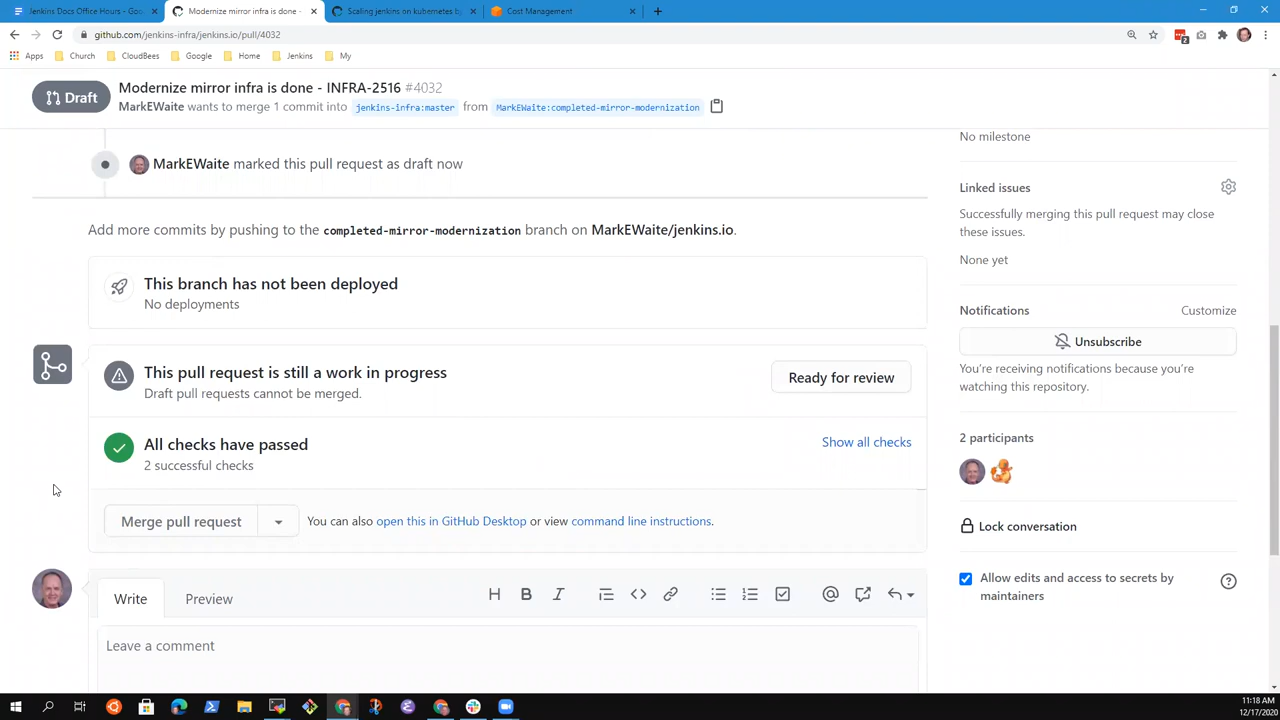 Jenkins Docs Office Hours - Goo
Modernize mirror infra is done -
Scaling jenkins on kubernetes by
Cost Management
github.com/jenkins-infra/jenkins.io/pull/4032
Apps
Church
CloudBees
Google
Home
Jenkins
My
Draft
Modernize mirror infra is done - INFRA-2516 #4032
MarkEWaite wants to merge 1 commit into jenkins-infra:master from MarkEWaite:completed-mirror-modernization
No milestone
MarkEWaite marked this pull request as draft now
Linked issues
Successfully merging this pull request may close
these issues.
None yet
Add more commits by pushing to the completed-mirror-modernization branch on MarkEWaite/jenkins.io.
This branch has not been deployed
No deployments
Notifications
Customize
Unsubscribe
You're receiving notifications because you're
watching this repository.
This pull request is still a work in progress
Draft pull requests cannot be merged.
Ready for review
All checks have passed
2 successful checks
Show all checks
2 participants
Merge pull request
You can also open this in GitHub Desktop or view command line instructions.
Lock conversation
Allow edits and access to secrets by
maintainers
Write
Preview
Leave a comment
11:18 AM
12/17/2020